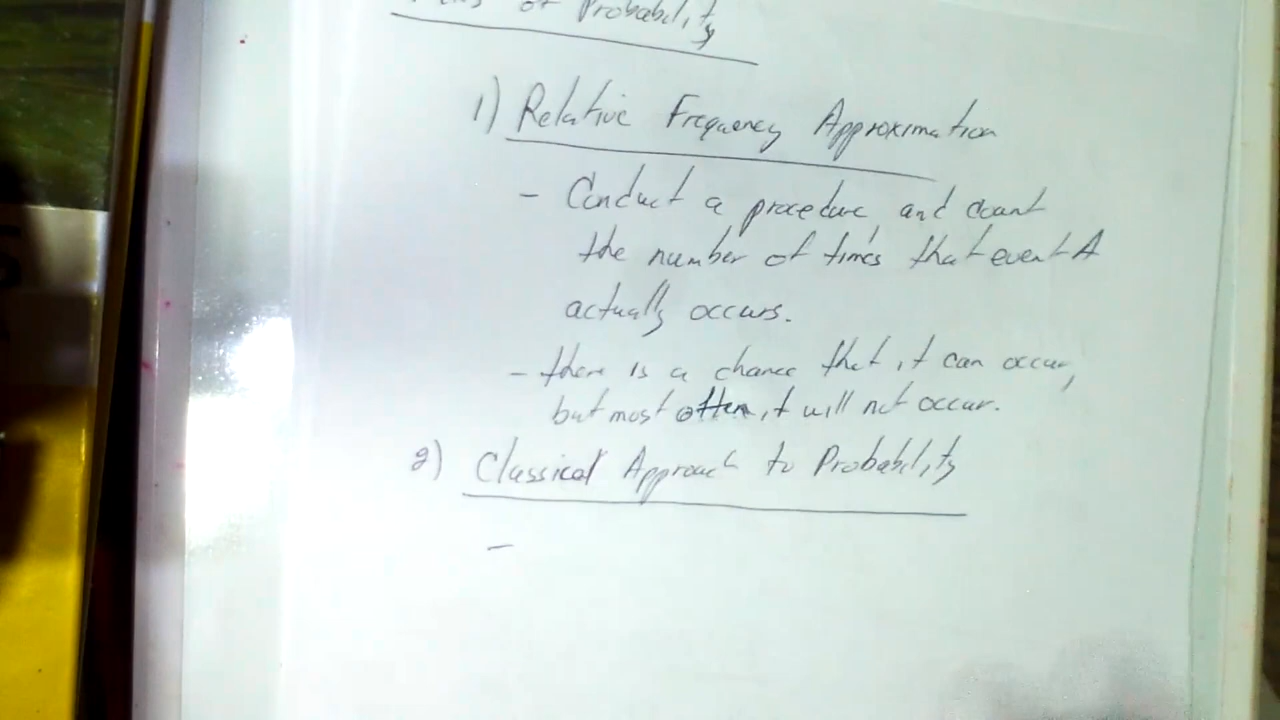 of Probability
1) Relative Frequency Approximation
- Conduct a procedure, and count
the number of times that event A
actually occurs.
- there is a chance that it can occur,
but most often, it will not occur.
2) Classical Approach to Probability
-